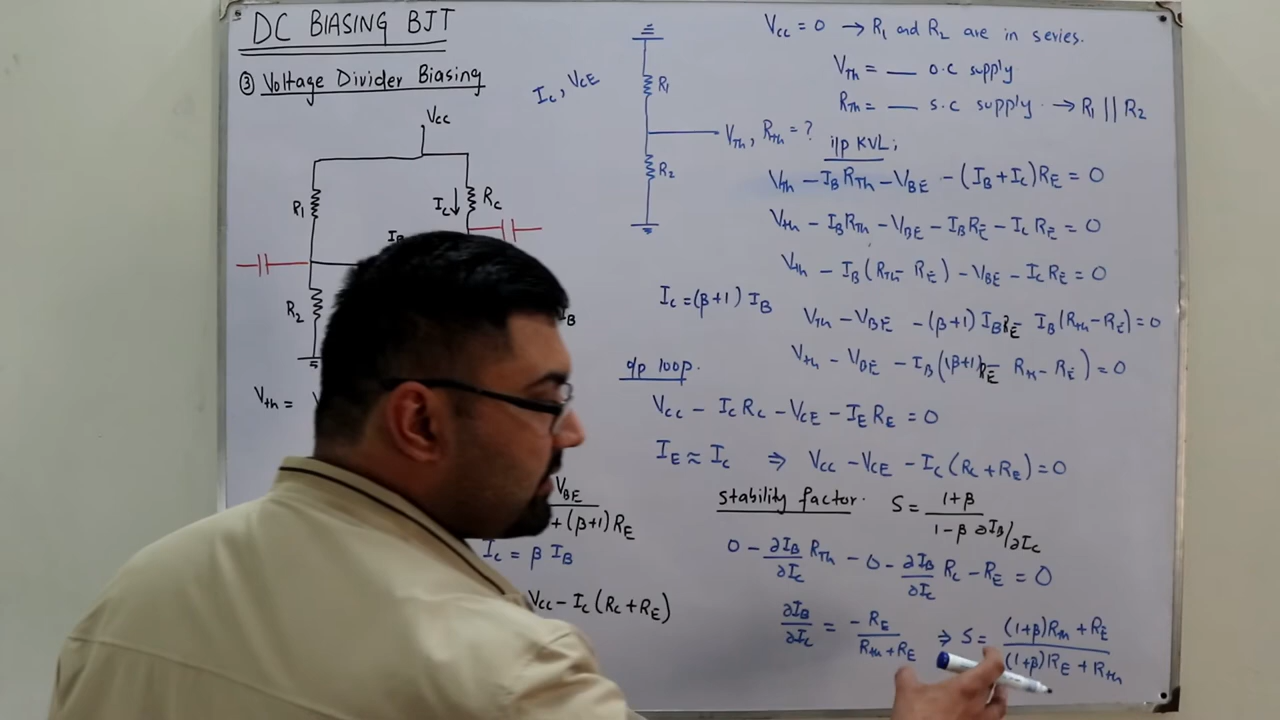 DC BIASING BJT
③ Voltage Divider Biasing
Vcc
R1
Ic↓
Rc
IB
R2
B
Vth =
VBE
+ (β+1) RE
Ic = β IB
Vcc - Ic (Rc + RE)
Ic, VCE
R1
VTh, RTh = ?
R2
Vcc = 0 → R1 and R2 are in series.
VTh = __ o.c supply
RTh = __ s.c supply → R1 || R2
i/p KVL;
Vth - IB RTh - VBE - (IB + Ic) RE = 0
Vth - IB Rth - VBE - IB RE - Ic RE = 0
Vth - IB (RTh - RE) - VBE - Ic RE = 0
Ic = (β+1) IB
VTh - VBE - (β+1) IB RE IB (Rth - RE) = 0
Vth - VBE - IB ((β+1) RE Rth - RE) = 0
o/p loop.
Vcc - Ic Rc - VCE - IE RE = 0
IE ≈ Ic ⇒ Vcc - VCE - Ic (Rc + RE) = 0
stability factor. S = 1+β / 1-β ∂IB/∂Ic
0 - ∂IB/∂Ic RTh - 0 - ∂IB/∂Ic Rc - RE = 0
∂IB/∂Ic = -RE / Rth + RE ⇒ S = (1+β) Rth + RE / (1+β) RE + Rth